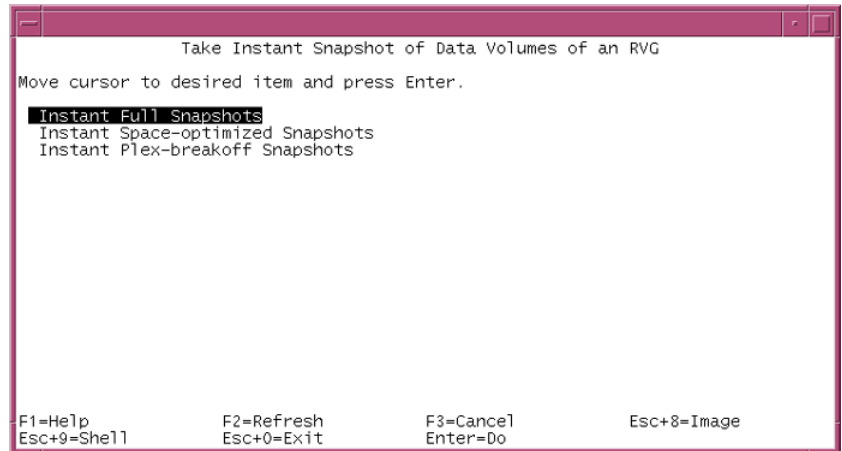 Take Instant Snapshot of Data Volumes of an RVG
Move cursor to desired item and press Enter.
Instant Full Snapshots
Instant Space-optimized Snapshots
Instant Plex-breakoff Snapshots
F1=Help F2=Refresh F3=Cancel Esc+8=Image
Esc+9=Shell Esc+0=Exit Enter=Do